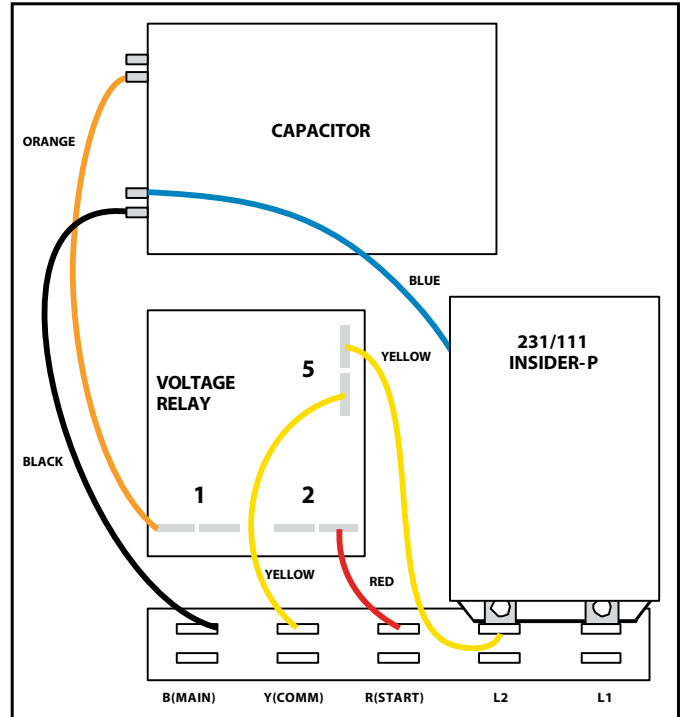 CAPACITOR
ORANGE
BLUE
231/111
INSIDER-P
YELLOW
5
VOLTAGE
RELAY
BLACK
1
2
YELLOW
RED
B(MAIN)
Y(COMM)
R(START)
L2
L1